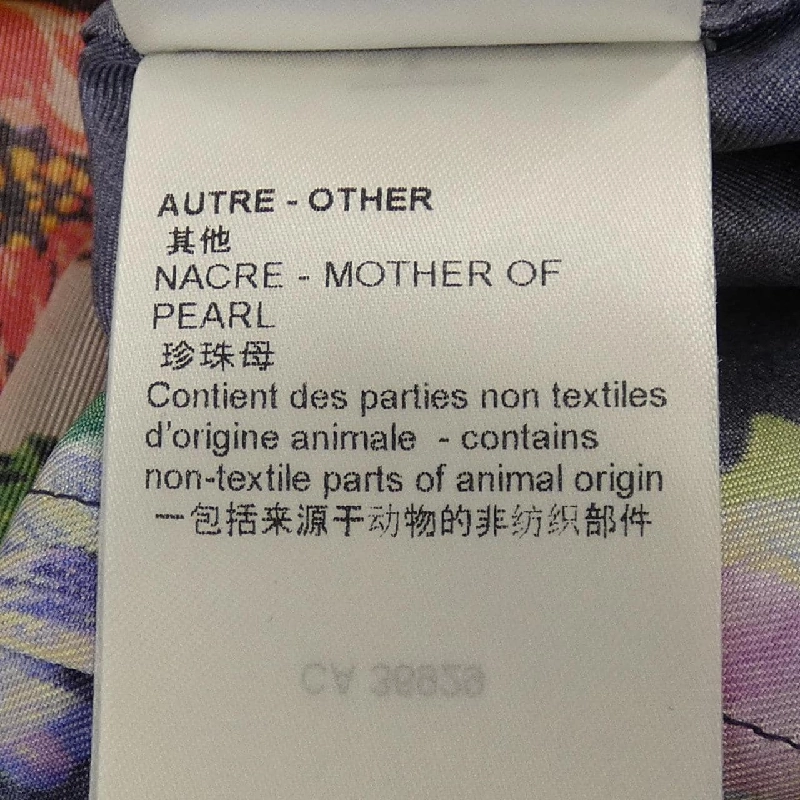 AUTRE - OTHER
其他
NACRE - MOTHER OF
PEARL
珍珠母
Contient des parties non textiles
d'origine animale - contains
non-textile parts of animal origin
一包括来源于动物的非纺织部件
CA 36929